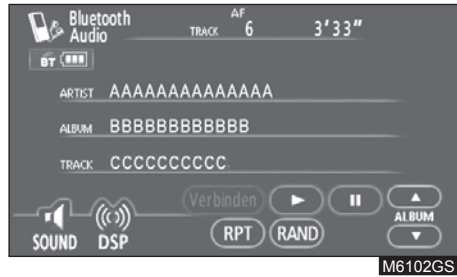 Bluetooth Audio
AF
TRACK 6 3'33"
BT
ARTIST AAAAAAAAAAAAAA
ALBUM BBBBBBBBBBBB
TRACK CCCCCCCCCC
Verbinden
ALBUM
SOUND DSP RPT RAND
M6102GS